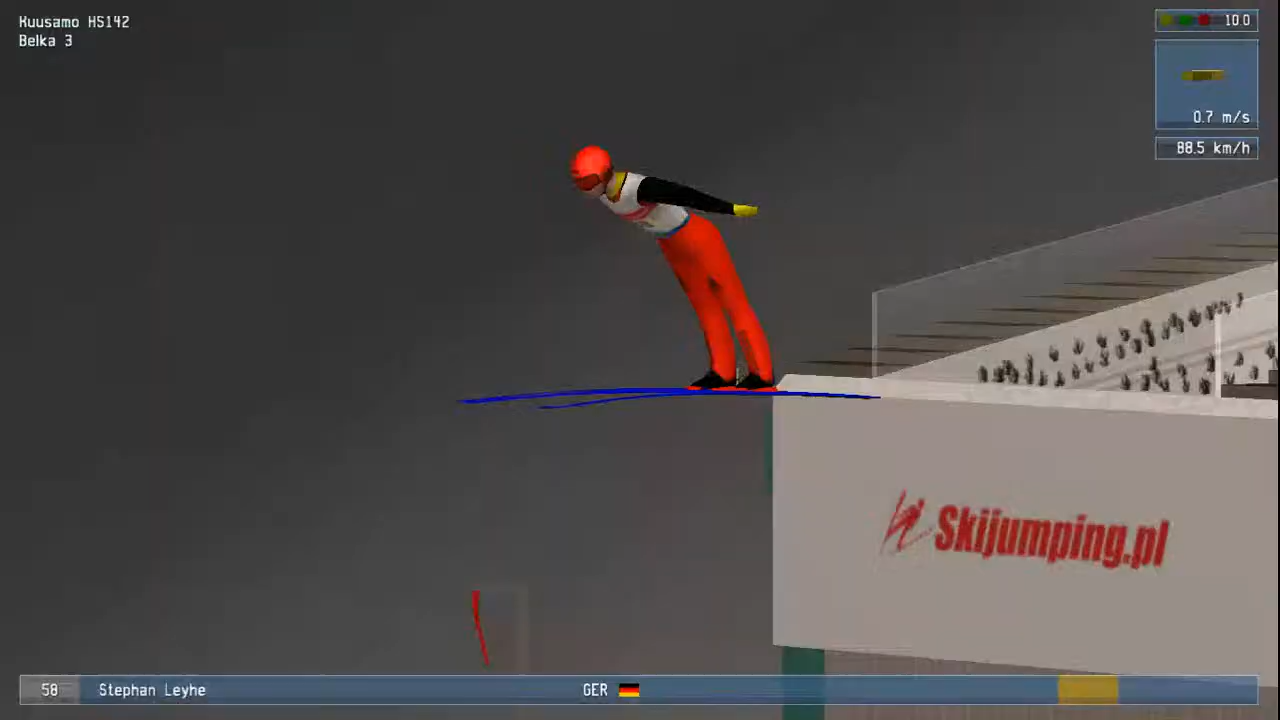 Kuusamo HS142
Belka 3
10.0
0.7 m/s
88.5 km/h
Skijumping.pl
58 Stephan Leyhe GER